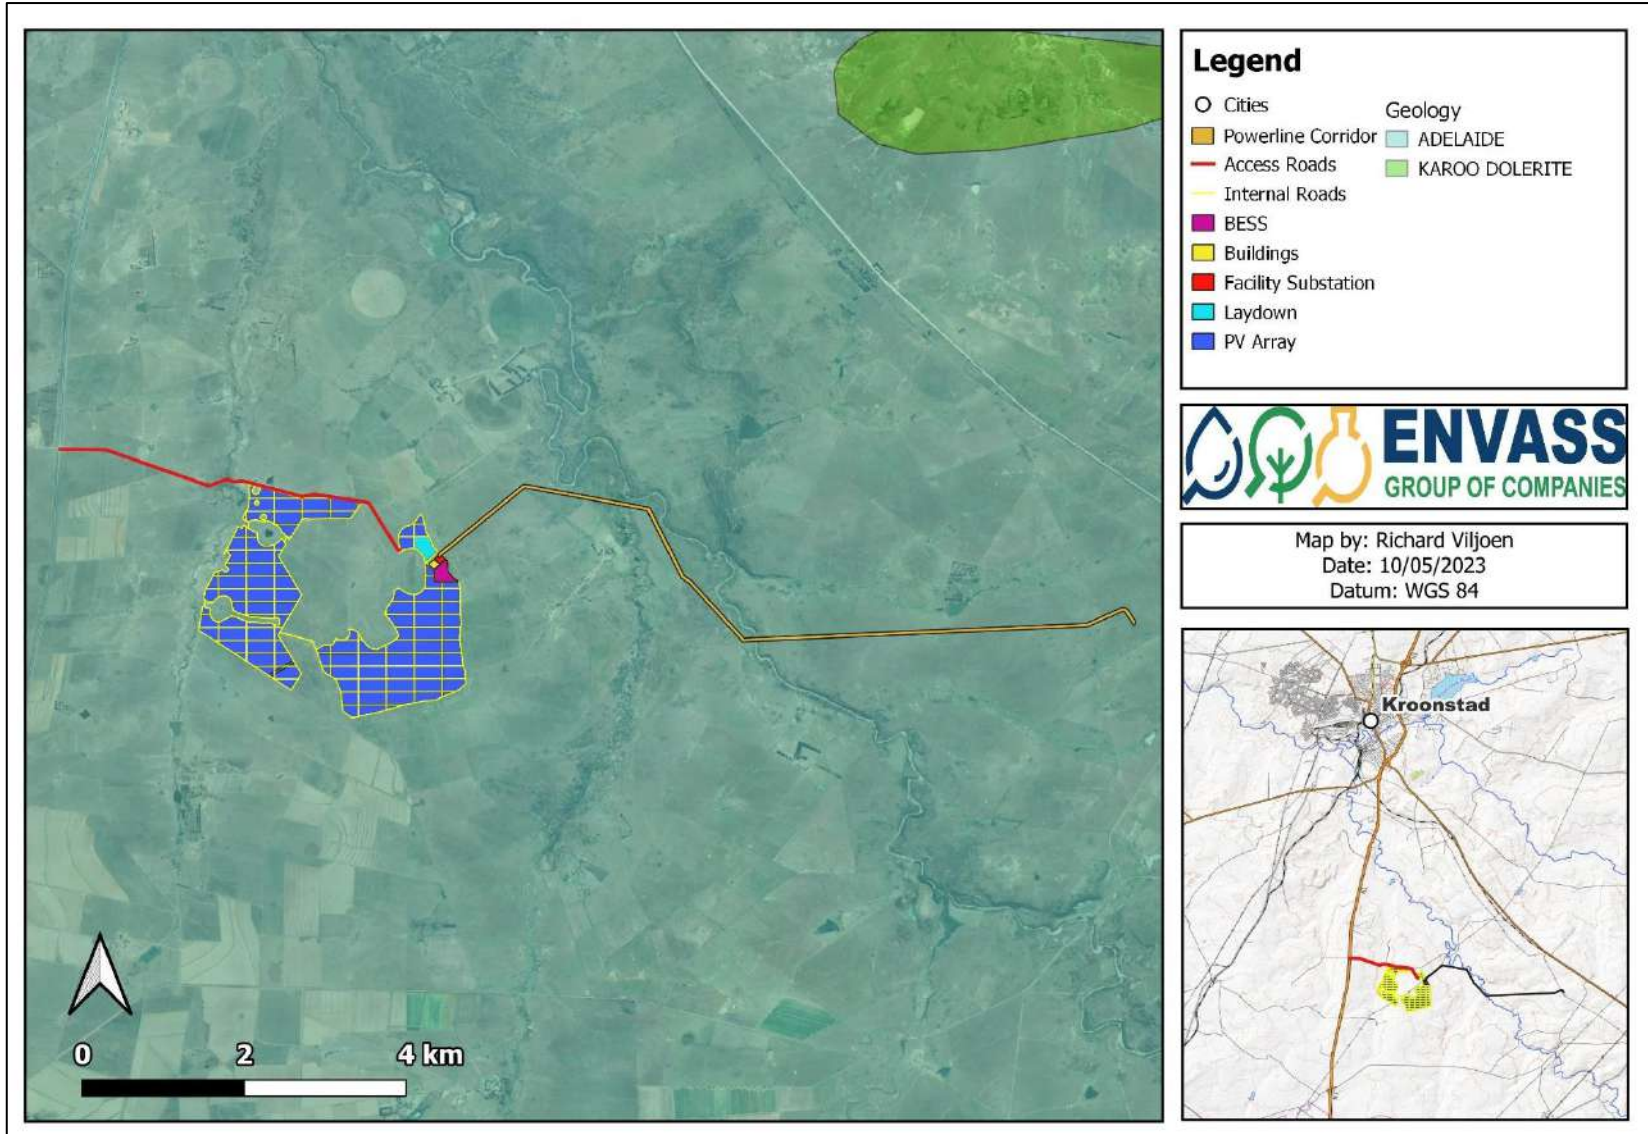 Legend
Cities
Powerline Corridor
Access Roads
Internal Roads
BESS
Buildings
Facility Substation
Laydown
PV Array
Geology
ADELAIDE
KAROO DOLERITE
ENVASS
GROUP OF COMPANIES
Map by: Richard Viljoen
Date: 10/05/2023
Datum: WGS 84
Kroonstad
0 2 4 km